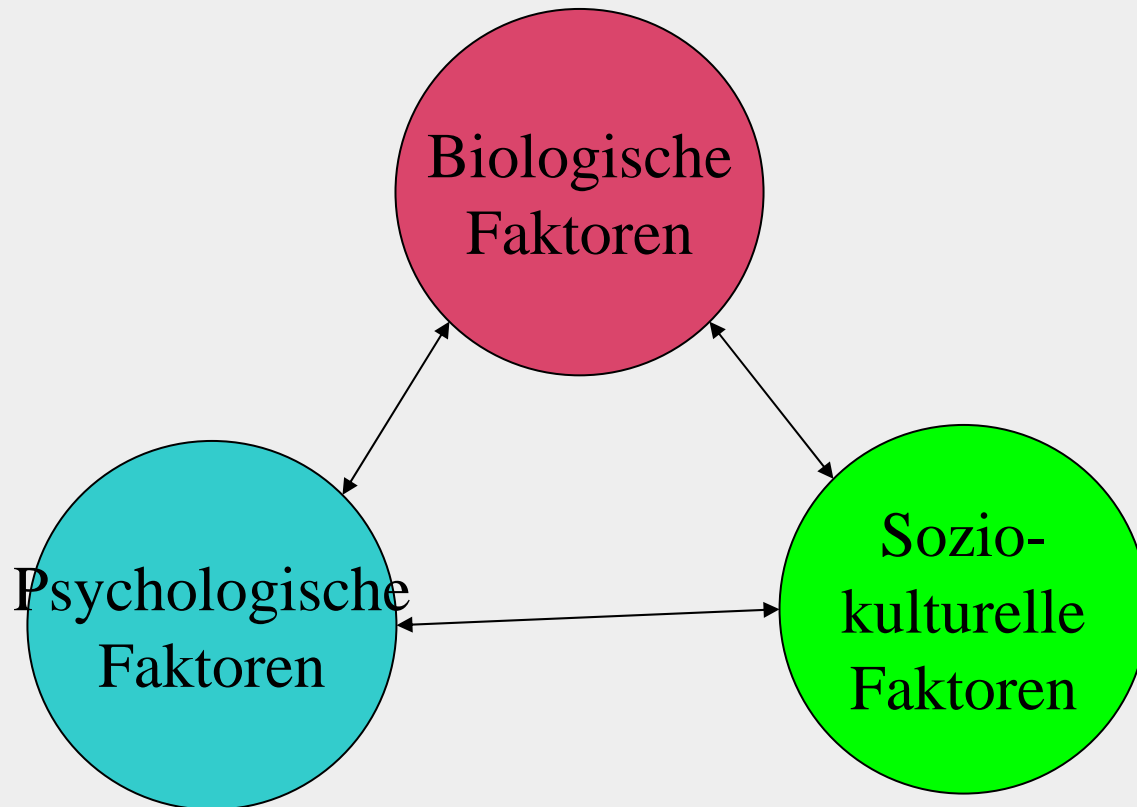 Biologische
Faktoren
Psychologische
Faktoren
Sozio-
kulturelle
Faktoren